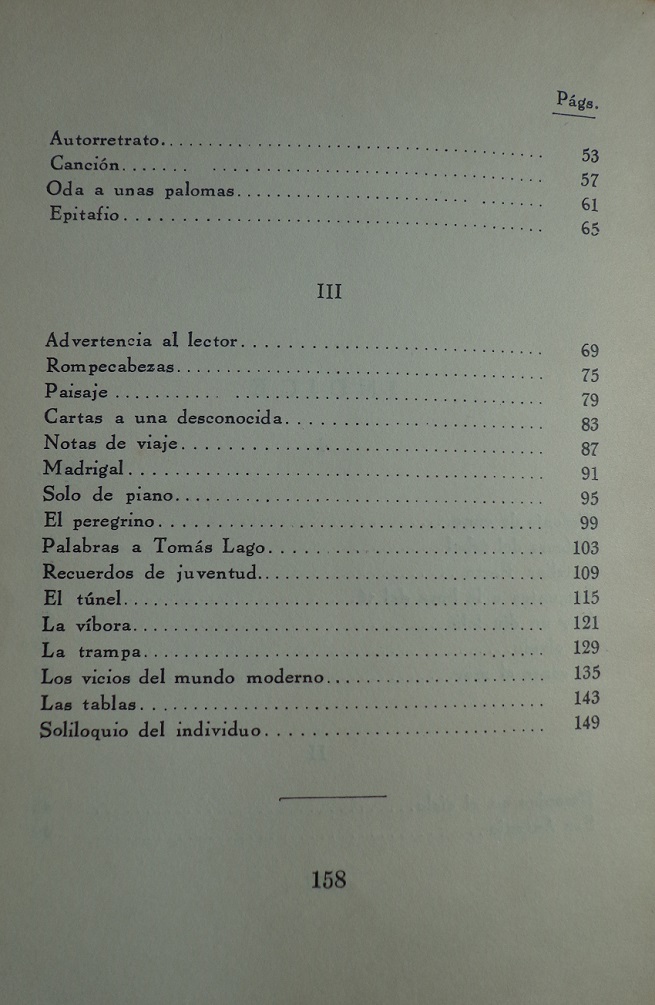 Págs.
Autorretrato........................................ 53
Canción....... ............................ 57
Oda a unas palomas.......................... ....... 61
Epitafio........................................ 65
III
Advertencia al lector............................ 69
Rompecabezas.................................. 75
Paisaje .......... ............................ 79
Cartas a una desconocida........................ 83
Notas de viaje.................................. 87
Madrigal....................................... 91
Solo de piano................................... 95
El peregrino.................................... 99
Palabras a Tomás Lago.......................... 103
Recuerdos de juventud.......................... 109
El túnel....................................... 115
La víbora...................................... 121
La trampa..................................... 129
Los vicios del mundo moderno.................... 135
Las tablas..................................... 143
Soliloquio del individuo.......................... 149
158